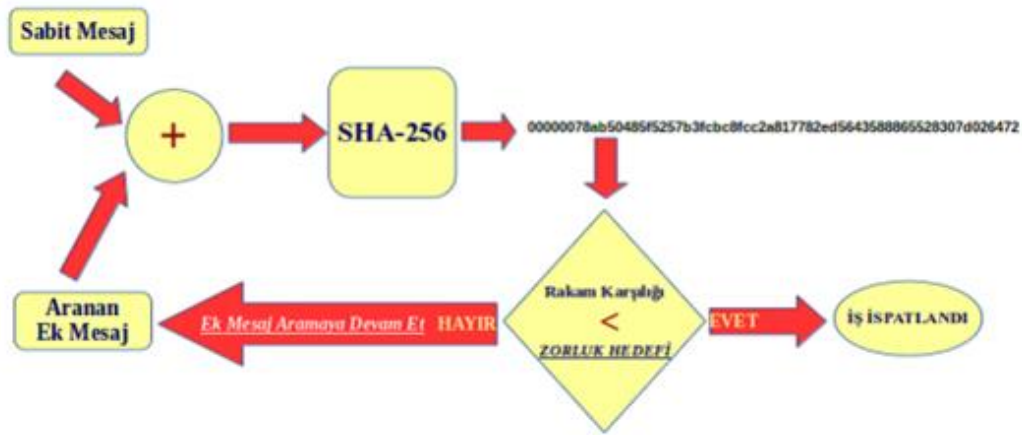 Sabit Mesaj
+
SHA-256
00000078ab50485f5257b3fcbc8fcc2a817782ed5643588865528307d026472
Aranan
Ek Mesaj
Ek Mesaj Aramaya Devam Et HAYIR
Rakam Karşılığı
<
ZORLUK HEDEFİ
EVET
İŞ İSPATLANDI